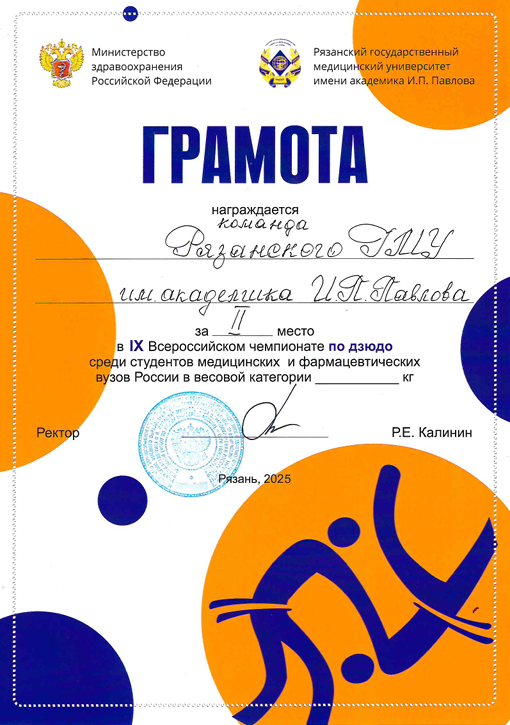 Министерство
здравоохранения
Российской Федерации
Рязанский государственный
медицинский университет
имени академика И.П. Павлова
ГРАМОТА
награждается
команда
Рязанского ГМУ
им. академика И.П. Павлова
за II место
в IX Всероссийском чемпионате по дзюдо
среди студентов медицинских и фармацевтических
вузов России в весовой категории ___________ кг
Ректор
Р.Е. Калинин
Рязань, 2025